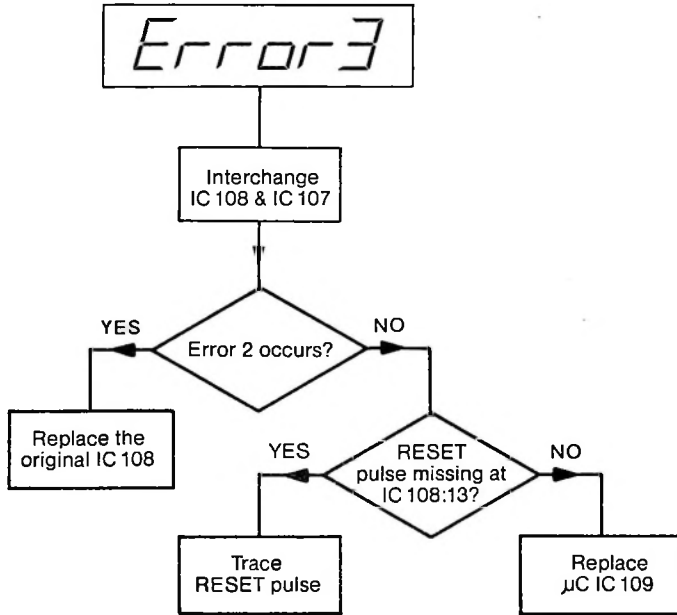 Error3
Interchange
IC 108 & IC 107
YES
NO
Error 2 occurs?
Replace the
original IC 108
YES
RESET
pulse missing at
IC 108:13?
NO
Trace
RESET pulse
Replace
μC IC 109